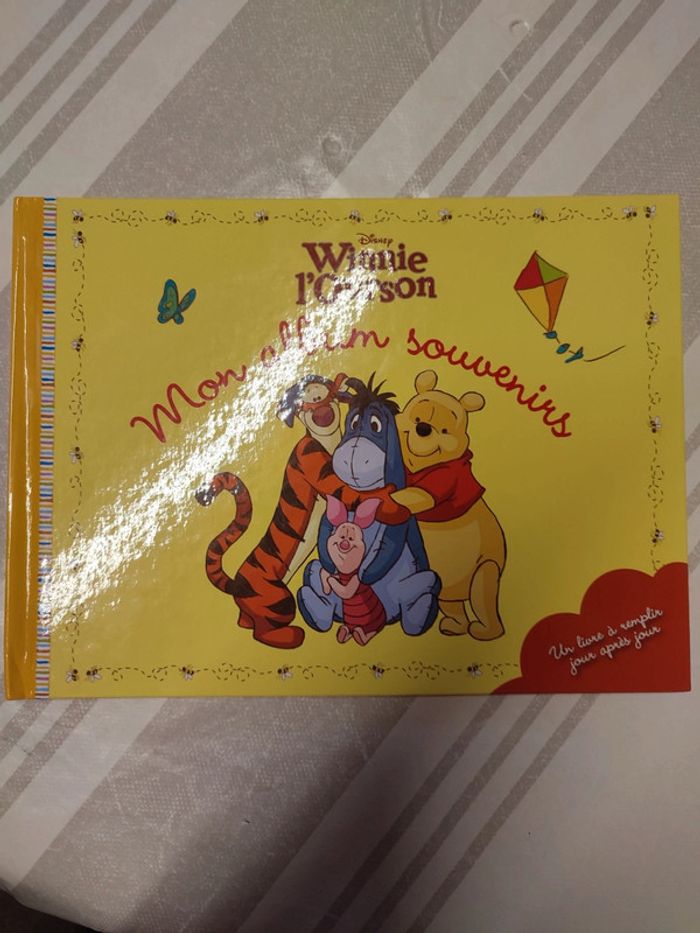 Disney
Winnie
l'Ourson
Mon album souvenirs
Un livre à remplir
jour après jour